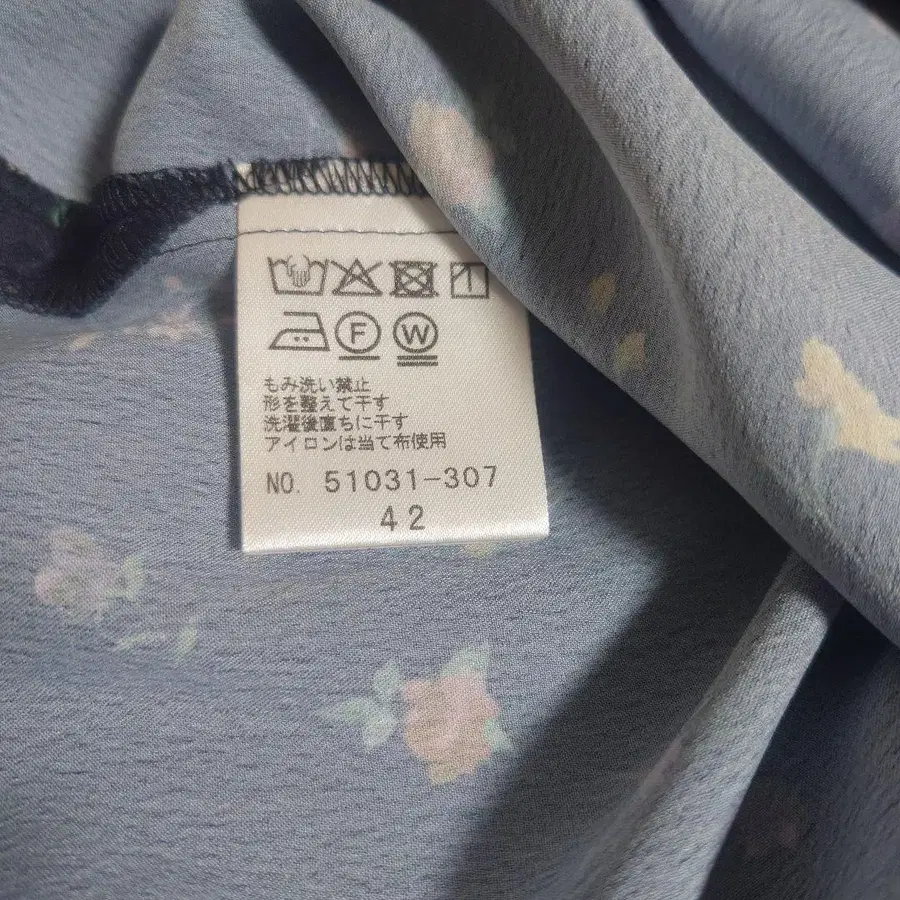 F W
もみ洗い禁止
形を整えて干す
洗濯後直ちに干す
アイロンは当て布使用
NO. 51031-307
42